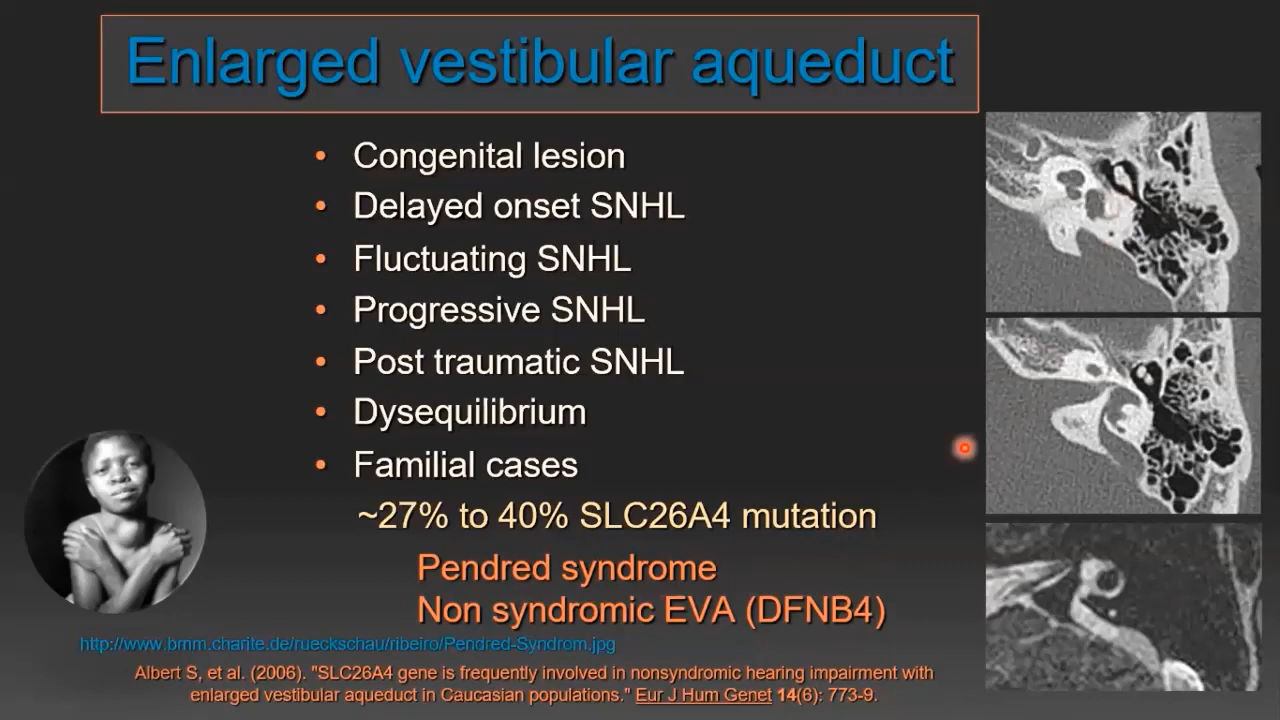 Enlarged vestibular aqueduct
• Congenital lesion
• Delayed onset SNHL
• Fluctuating SNHL
• Progressive SNHL
• Post traumatic SNHL
• Dysequilibrium
• Familial cases
~27% to 40% SLC26A4 mutation
Pendred syndrome
Non syndromic EVA (DFNB4)
http://www.bmm.charite.de/rueckschau/ribeiro/Pendred-Syndrom.jpg
Albert S, et al. (2006). "SLC26A4 gene is frequently involved in nonsyndromic hearing impairment with
enlarged vestibular aqueduct in Caucasian populations." Eur J Hum Genet 14(6): 773-9.